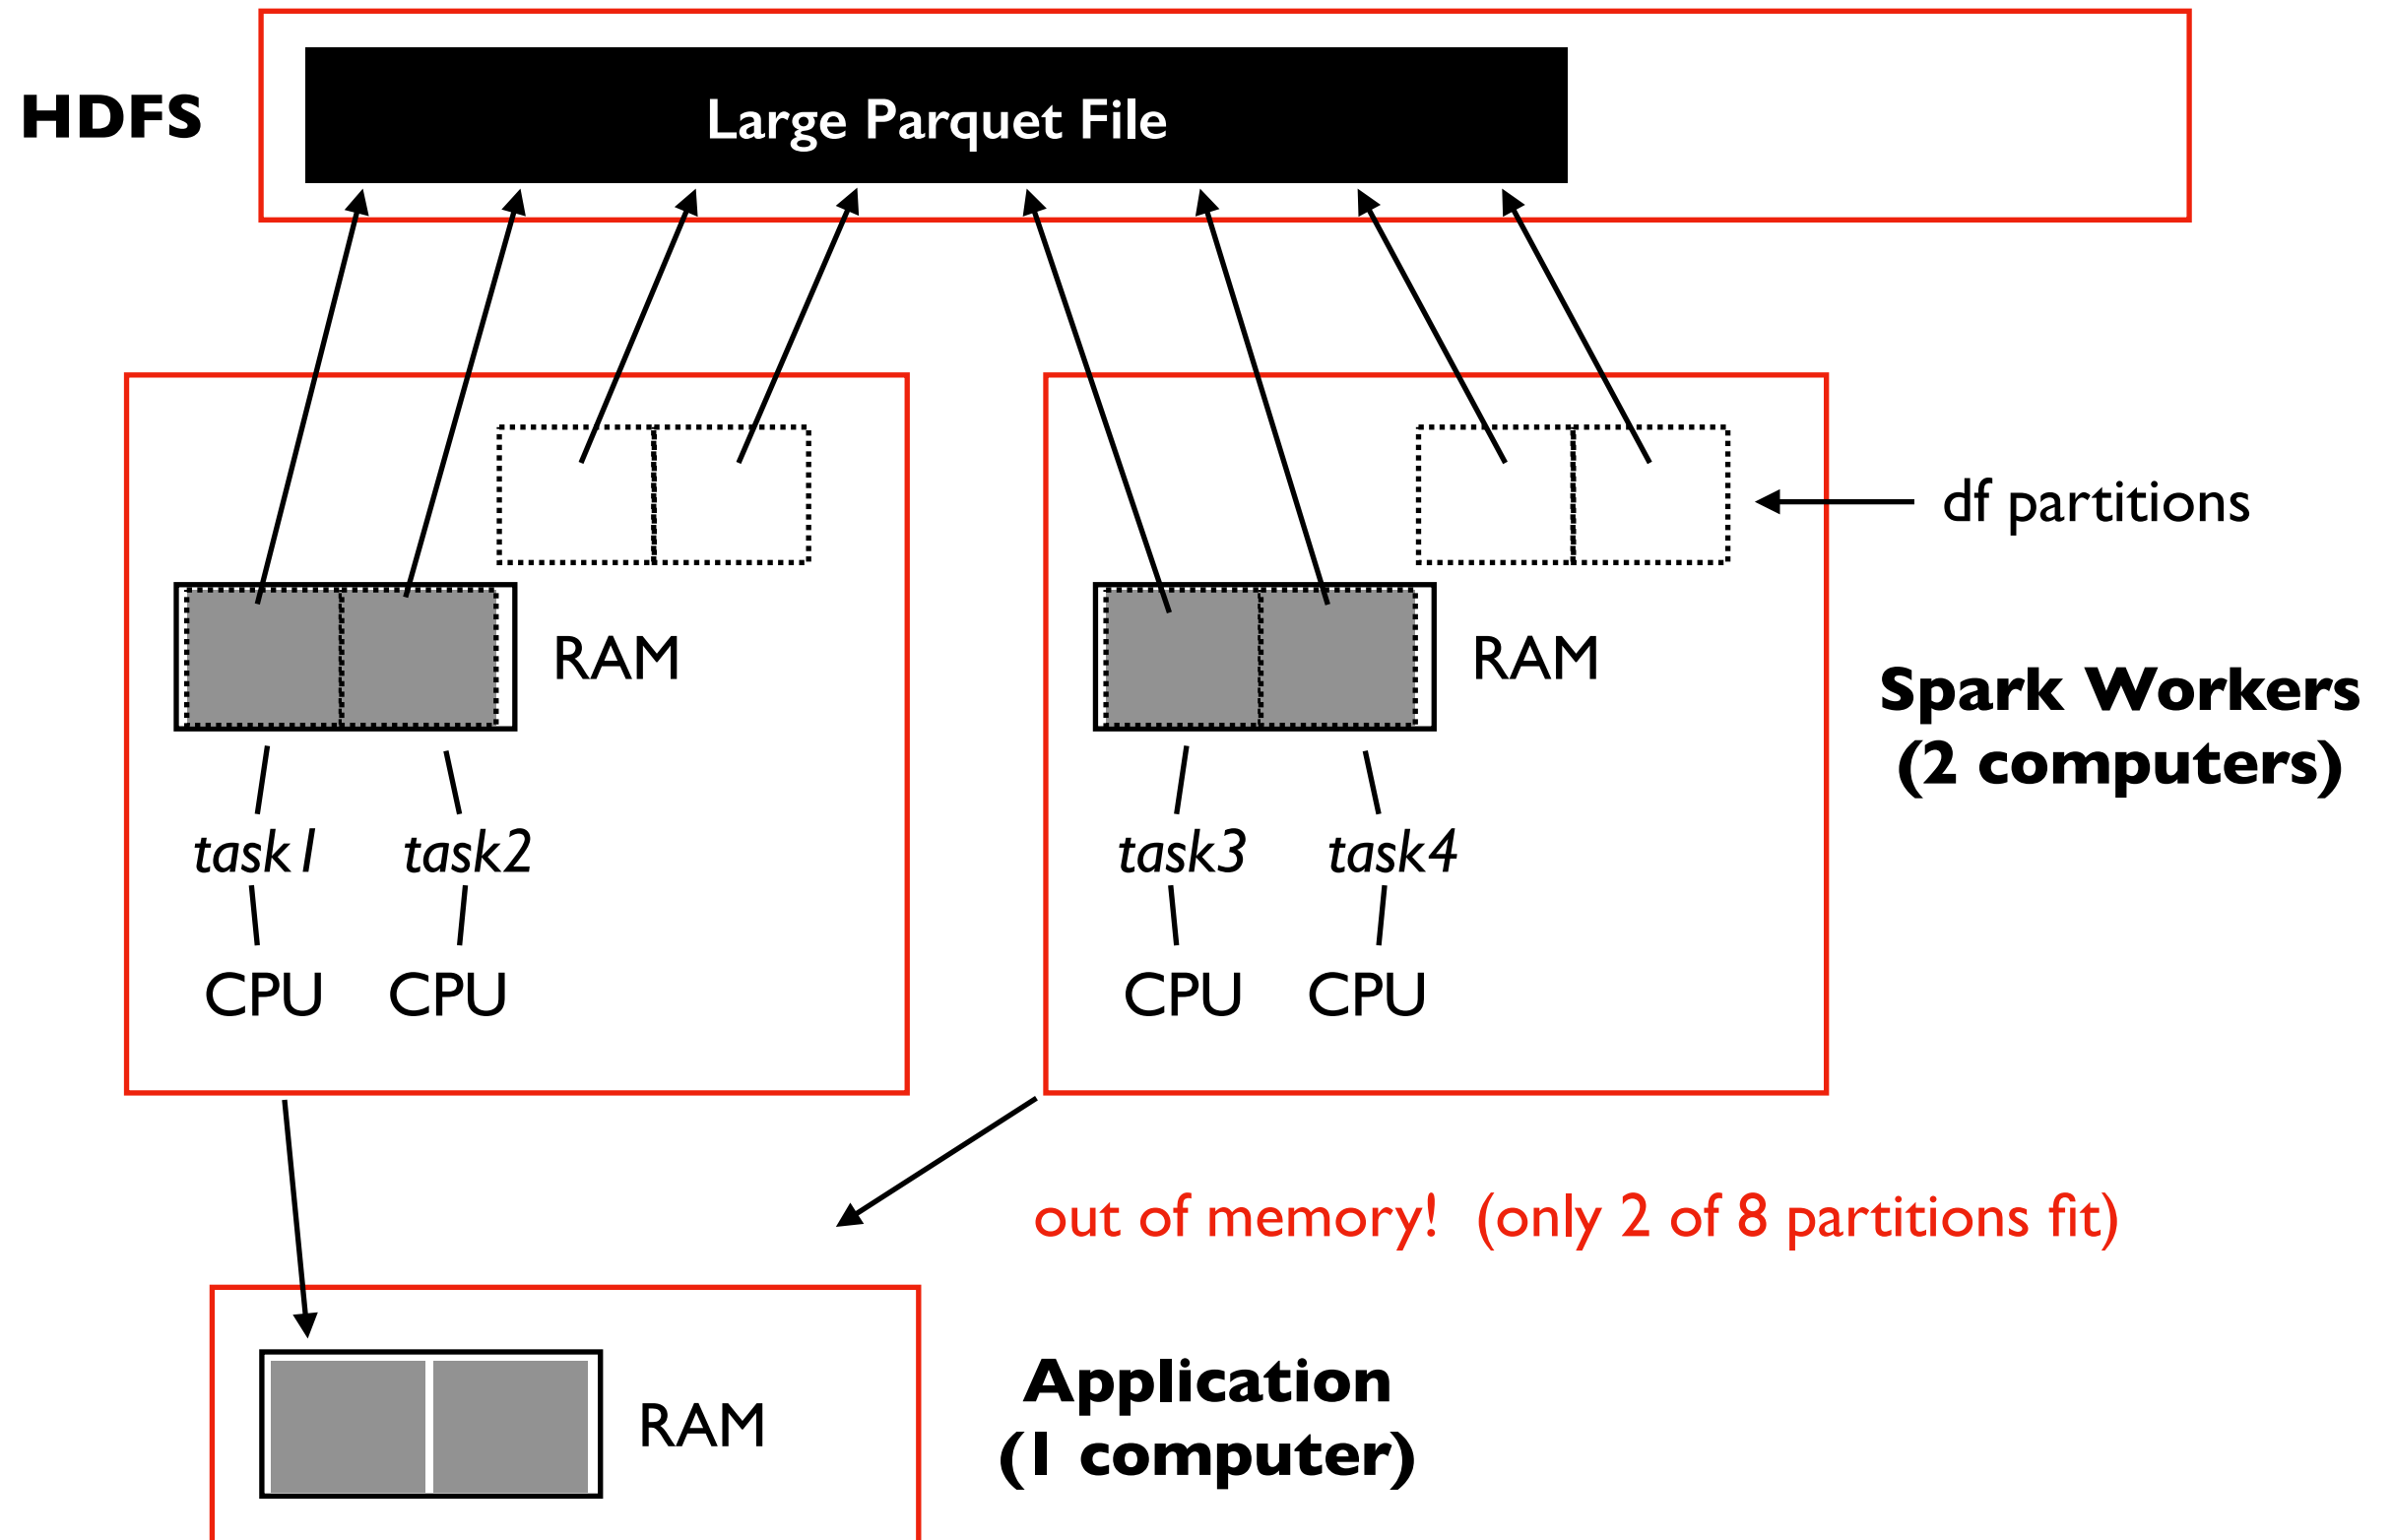 HDFS
Large Parquet File
df partitions
RAM
RAM
Spark Workers
(2 computers)
task1
task2
task3
task4
CPU
CPU
CPU
CPU
out of memory!  (only 2 of 8 partitions fit)
Application
(1 computer)
RAM